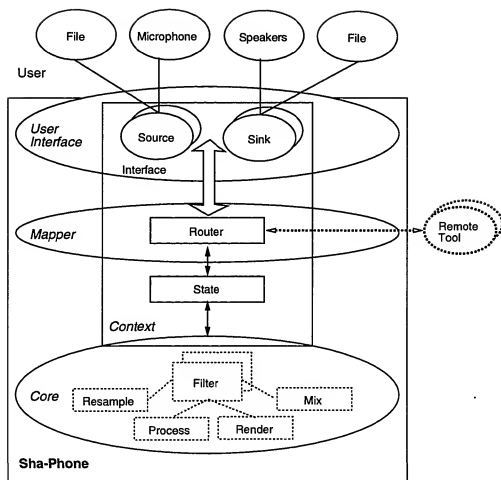 File
Microphone
Speakers
File
User
User
Interface
Source
Sink
Interface
Mapper
Router
Remote
Tool
State
Context
Core
Filter
Resample
Mix
Process
Render
Sha-Phone